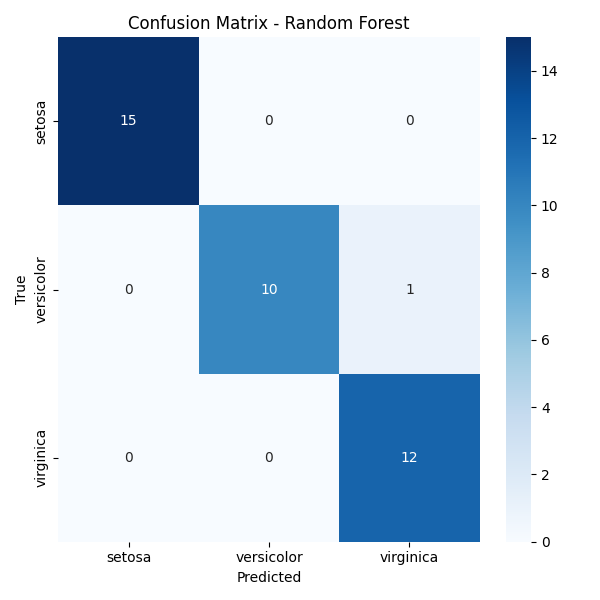 Confusion Matrix - Random Forest
setosa
15 0 0
True
versicolor
0 10 1
virginica
0 0 12
setosa versicolor virginica
Predicted
14
12
10
8
6
4
2
0